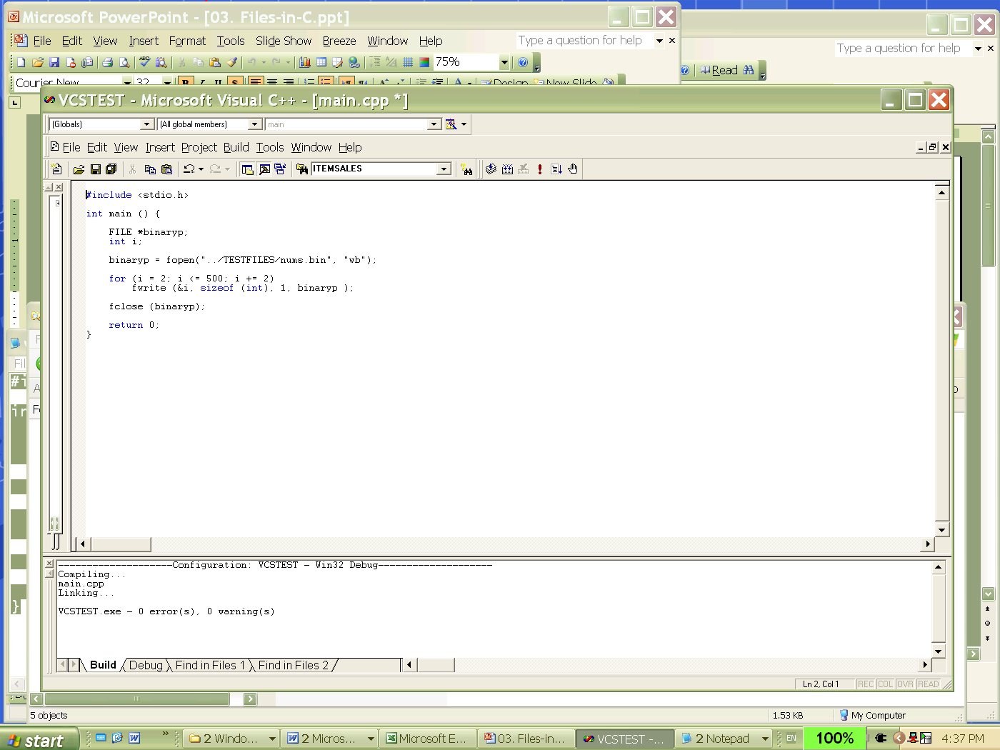 Microsoft PowerPoint - [03. Files-in-C.ppt]
File Edit View Insert Format Tools Slide Show Breeze Window Help
Type a question for help
Type a question for help
75%
Read
Courier New 32
Design New Slide
VCSTEST - Microsoft Visual C++ - [main.cpp *]
(Globals) (All global members) main
File Edit View Insert Project Build Tools Window Help
ITEMSALES
#include <stdio.h>
int main () {
FILE *binaryp;
int i;
binaryp = fopen("../TESTFILES/nums.bin", "wb");
for (i = 2; i <= 500; i += 2)
fwrite (&i, sizeof (int), 1, binaryp );
fclose (binaryp);
return 0;
}
Fil
#i
A
in
}
--------------------Configuration: VCSTEST - Win32 Debug--------------------
Compiling...
main.cpp
Linking...
VCSTEST.exe - 0 error(s), 0 warning(s)
Build Debug Find in Files 1 Find in Files 2
Ln 2, Col 1 REC COL OVR READ
5 objects 1.53 KB My Computer
start » 2 Windo... 2 Micros... Microsoft E... 03. Files-in... VCSTEST -... 2 Notepad EN 100% 4:37 PM